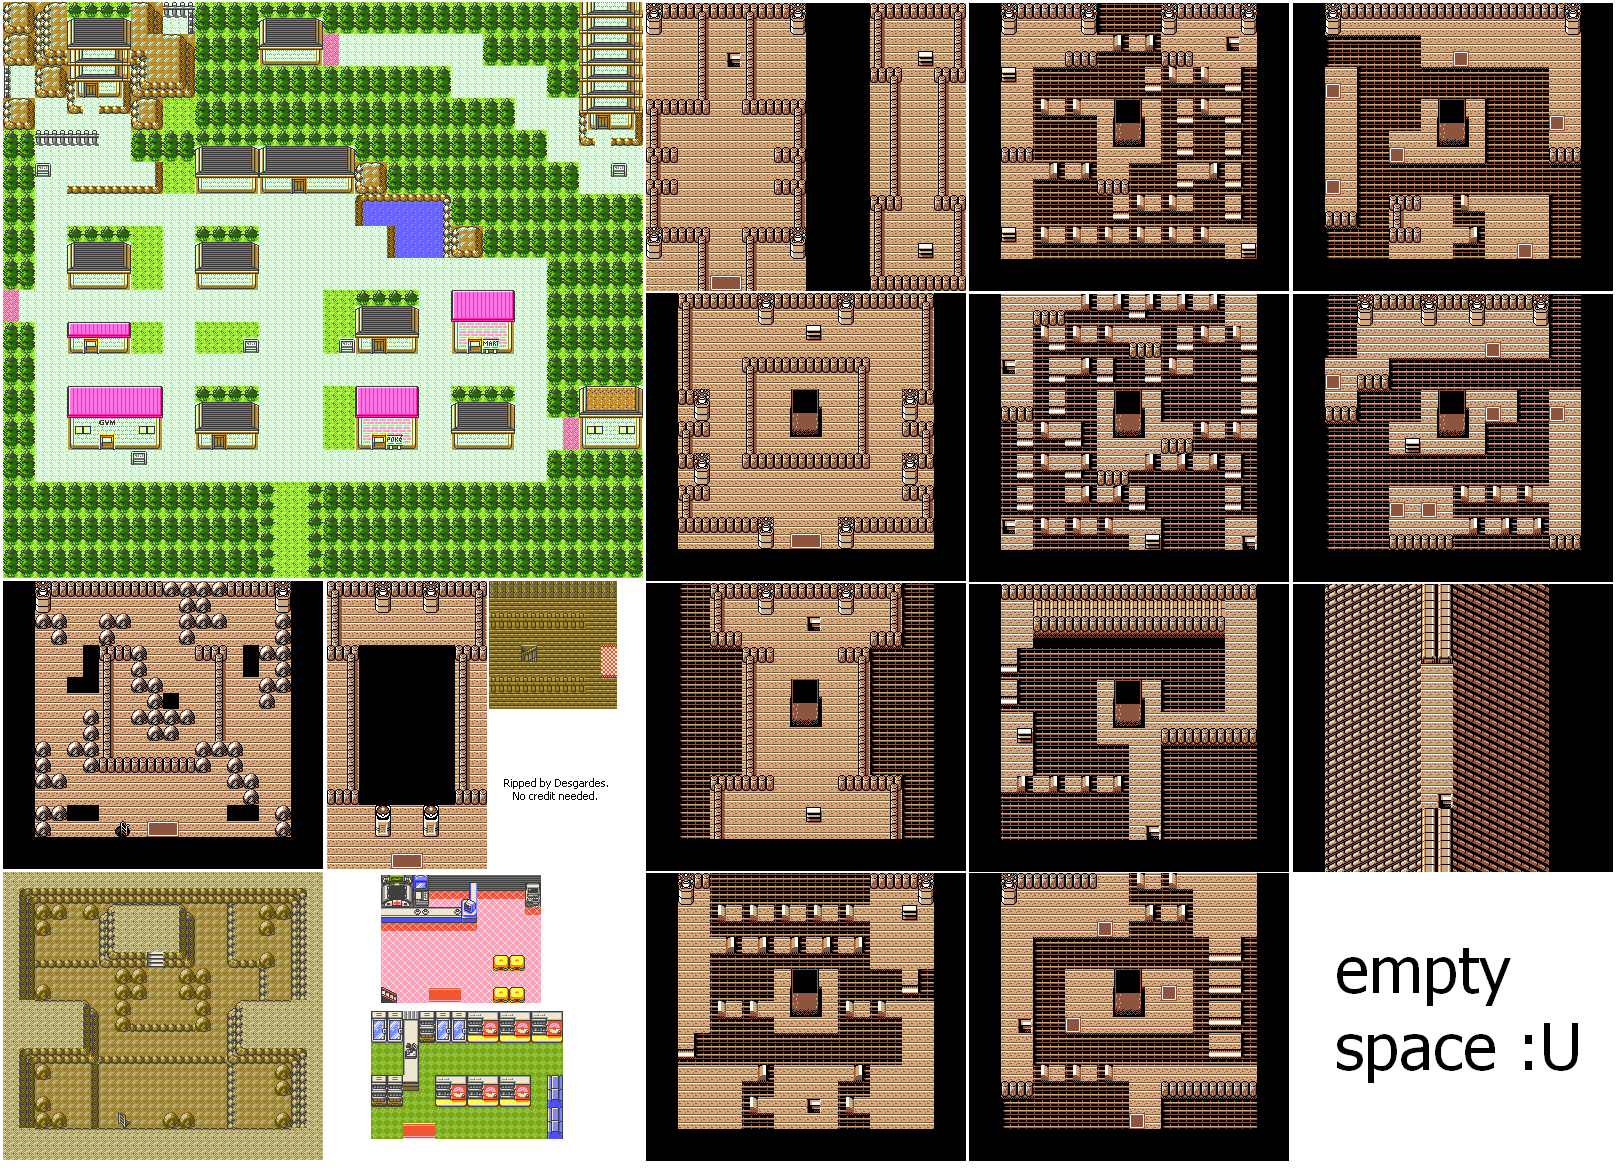 MART
GYM
POKé
Ripped by Desgardes.
No credit needed.
empty
space :U